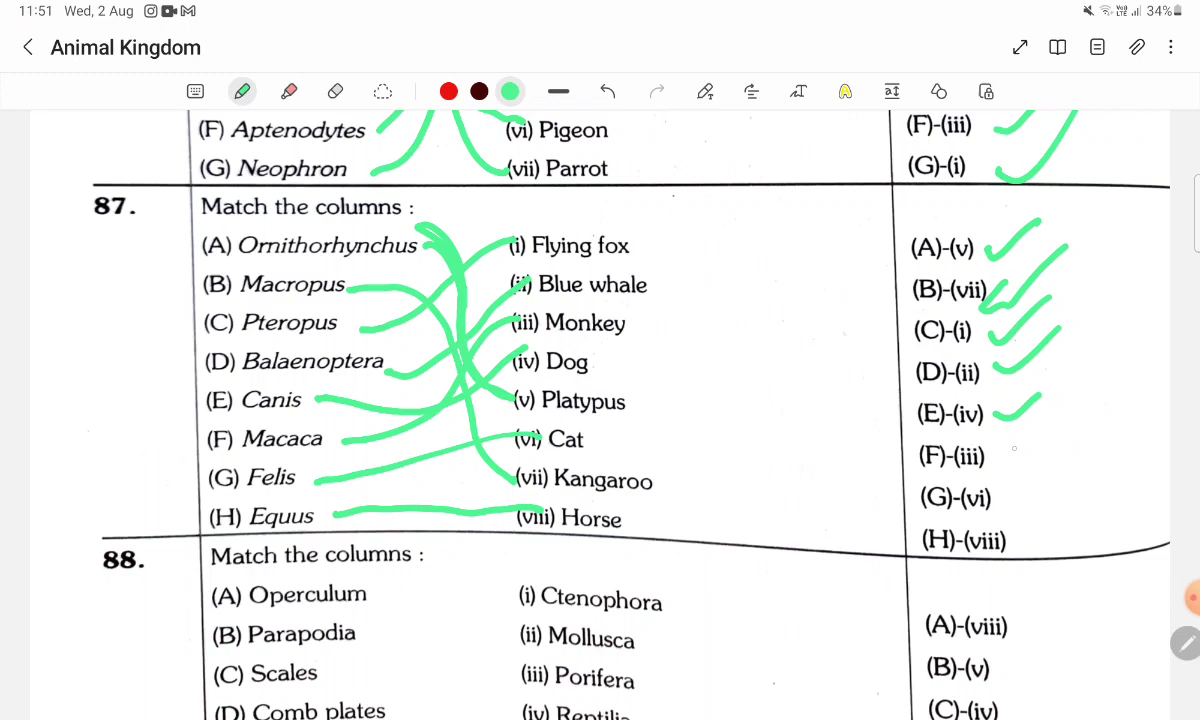 11:51 Wed, 2 Aug 34%
Animal Kingdom
(F) Aptenodytes (vi) Pigeon (F)-(iii)
(G) Neophron (vii) Parrot (G)-(i)
87. Match the columns :
(A) Ornithorhynchus (i) Flying fox (A)-(v)
(B) Macropus (ii) Blue whale (B)-(vii)
(C) Pteropus (iii) Monkey (C)-(i)
(D) Balaenoptera (iv) Dog (D)-(ii)
(E) Canis (v) Platypus (E)-(iv)
(F) Macaca (vi) Cat (F)-(iii)
(G) Felis (vii) Kangaroo (G)-(vi)
(H) Equus (viii) Horse (H)-(viii)
88. Match the columns :
(A) Operculum (i) Ctenophora (A)-(viii)
(B) Parapodia (ii) Mollusca (B)-(v)
(C) Scales (iii) Porifera (C)-(iv)
(D) Comb plates (iv) Reptilia